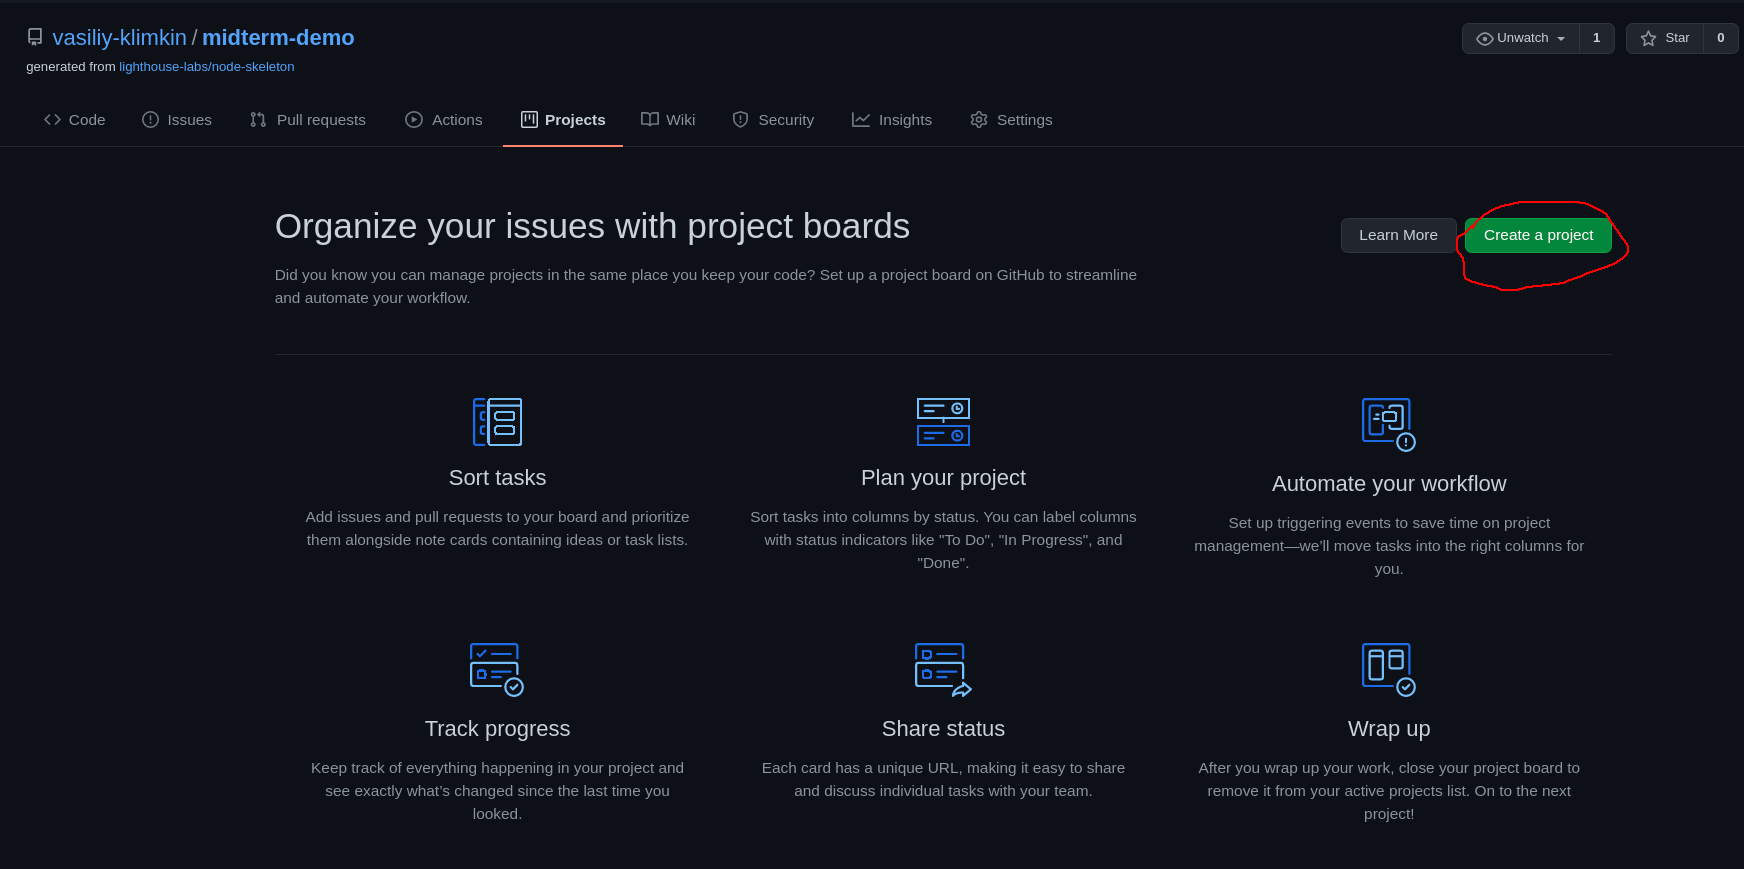 vasiliy-klimkin / midterm-demo
Unwatch 1 Star 0
generated from lighthouse-labs/node-skeleton
Code Issues Pull requests Actions Projects Wiki Security Insights Settings
Organize your issues with project boards
Learn More Create a project
Did you know you can manage projects in the same place you keep your code? Set up a project board on GitHub to streamline
and automate your workflow.
Sort tasks
Add issues and pull requests to your board and prioritize
them alongside note cards containing ideas or task lists.
Plan your project
Sort tasks into columns by status. You can label columns
with status indicators like "To Do", "In Progress", and
"Done".
Automate your workflow
Set up triggering events to save time on project
management—we’ll move tasks into the right columns for
you.
Track progress
Keep track of everything happening in your project and
see exactly what’s changed since the last time you
looked.
Share status
Each card has a unique URL, making it easy to share
and discuss individual tasks with your team.
Wrap up
After you wrap up your work, close your project board to
remove it from your active projects list. On to the next
project!